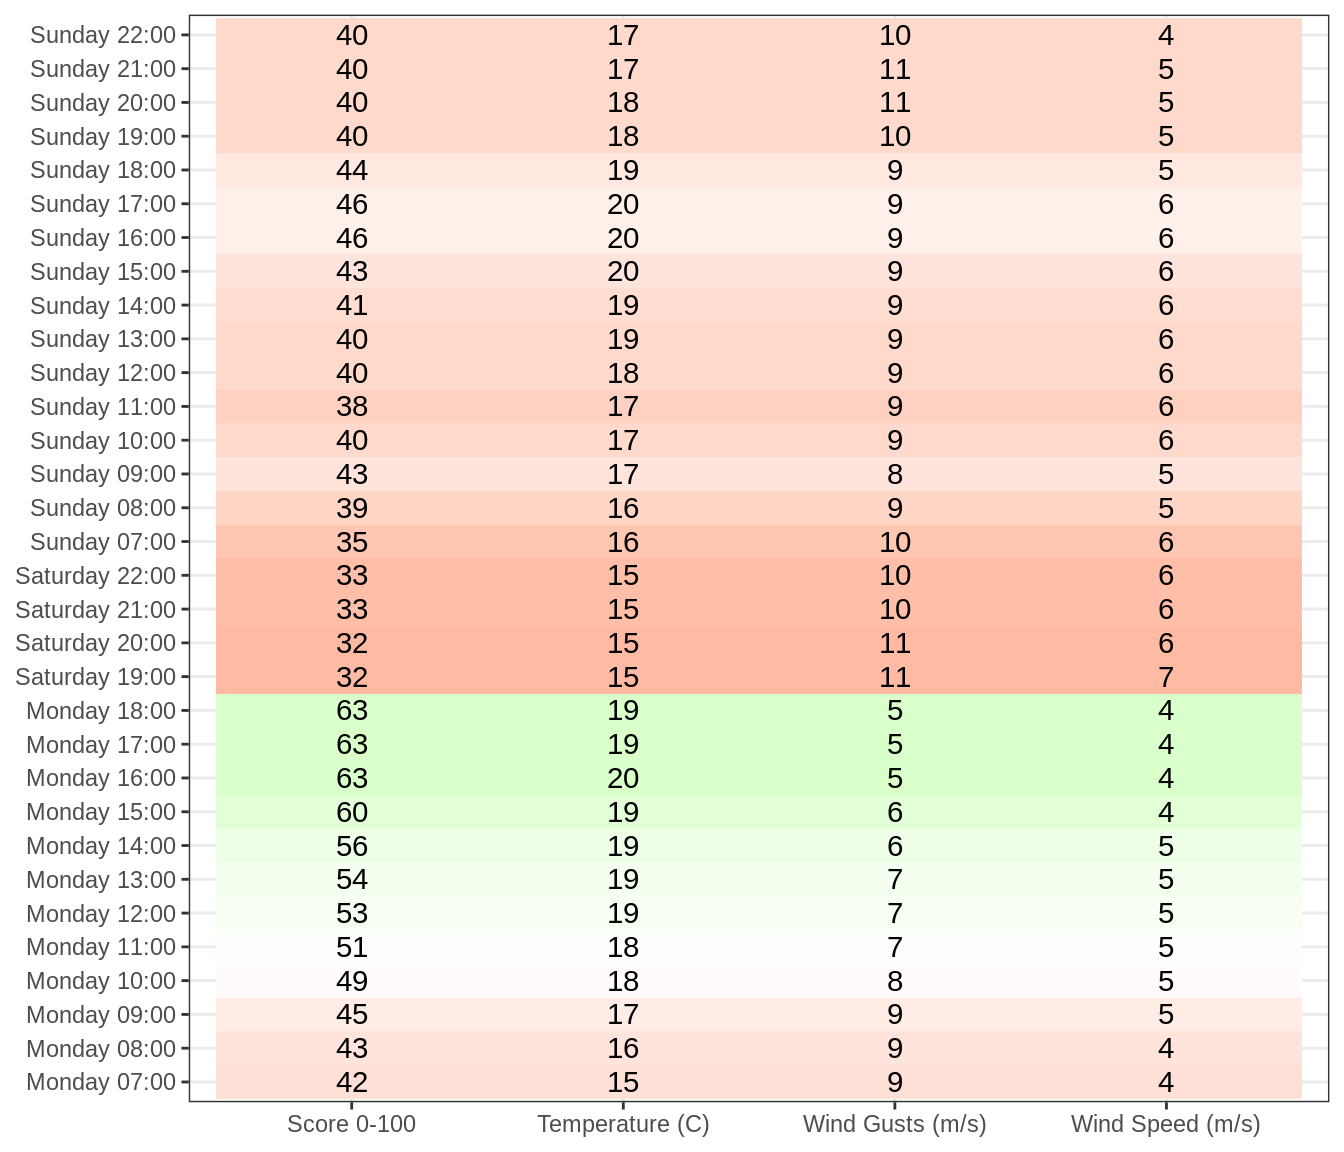 Sunday 22:00 40 17 10 4
Sunday 21:00 40 17 11 5
Sunday 20:00 40 18 11 5
Sunday 19:00 40 18 10 5
Sunday 18:00 44 19 9 5
Sunday 17:00 46 20 9 6
Sunday 16:00 46 20 9 6
Sunday 15:00 43 20 9 6
Sunday 14:00 41 19 9 6
Sunday 13:00 40 19 9 6
Sunday 12:00 40 18 9 6
Sunday 11:00 38 17 9 6
Sunday 10:00 40 17 9 6
Sunday 09:00 43 17 8 5
Sunday 08:00 39 16 9 5
Sunday 07:00 35 16 10 6
Saturday 22:00 33 15 10 6
Saturday 21:00 33 15 10 6
Saturday 20:00 32 15 11 6
Saturday 19:00 32 15 11 7
Monday 18:00 63 19 5 4
Monday 17:00 63 19 5 4
Monday 16:00 63 20 5 4
Monday 15:00 60 19 6 4
Monday 14:00 56 19 6 5
Monday 13:00 54 19 7 5
Monday 12:00 53 19 7 5
Monday 11:00 51 18 7 5
Monday 10:00 49 18 8 5
Monday 09:00 45 17 9 5
Monday 08:00 43 16 9 4
Monday 07:00 42 15 9 4
Score 0-100 Temperature (C) Wind Gusts (m/s) Wind Speed (m/s)